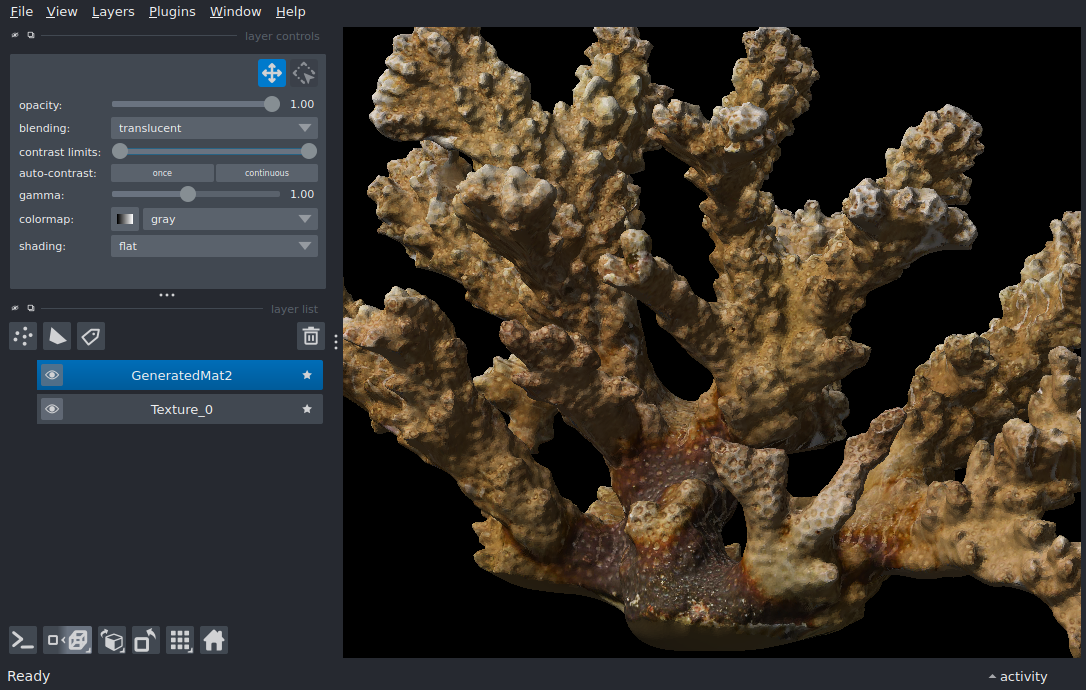 File View Layers Plugins Window Help
layer controls
opacity: 1.00
blending: translucent
contrast limits:
auto-contrast: once continuous
gamma: 1.00
colormap: gray
shading: flat
layer list
GeneratedMat2
Texture_0
Ready
activity